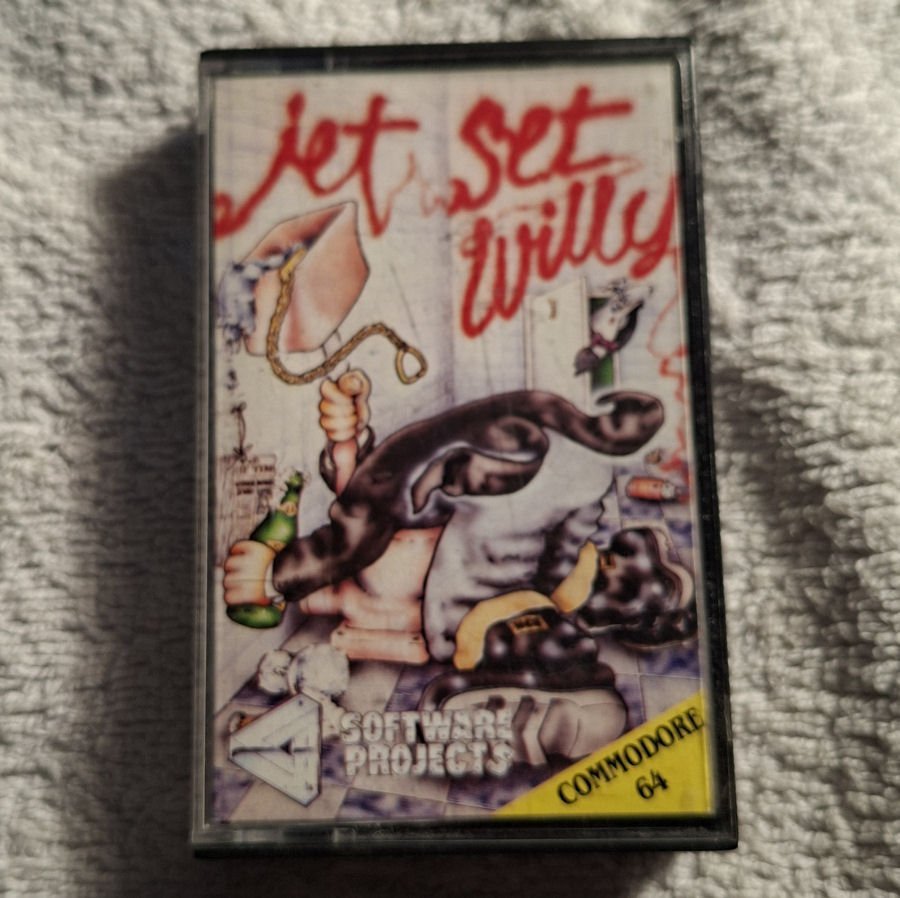 jet set
willy
SOFTWARE
PROJECTS
COMMODORE
64